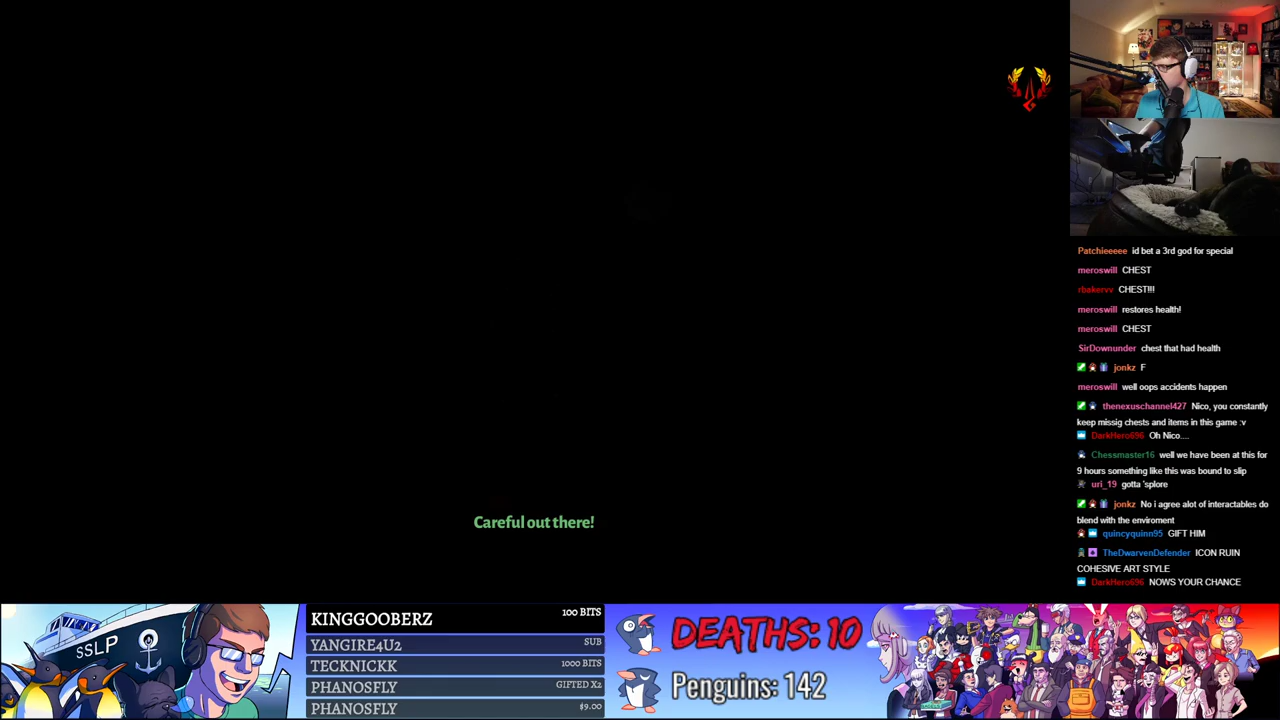 Patchieeeee id bet a 3rd god for special
meroswill CHEST
rbakervv CHEST!!!
meroswill restores health!
meroswill CHEST
SirDownunder chest that had health
jonkz F
meroswill well oops accidents happen
thenexuschannel427 Nico, you constantly
keep missig chests and items in this game :v
DarkHero696 Oh Nico....
Chessmaster16 well we have been at this for
9 hours something like this was bound to slip
uri_19 gotta 'splore
jonkz No i agree alot of interactables do
blend with the enviroment
quincyquinn95 GIFT HIM
TheDwarvenDefender ICON RUIN
COHESIVE ART STYLE
DarkHero696 NOWS YOUR CHANCE
Careful out there!
SSLP
KINGGOOBERZ 100 BITS
YANGIRE4U2 SUB
TECKNICKK 1000 BITS
PHANOSFLY GIFTED X2
PHANOSFLY $9.00
DEATHS: 10
Penguins: 142